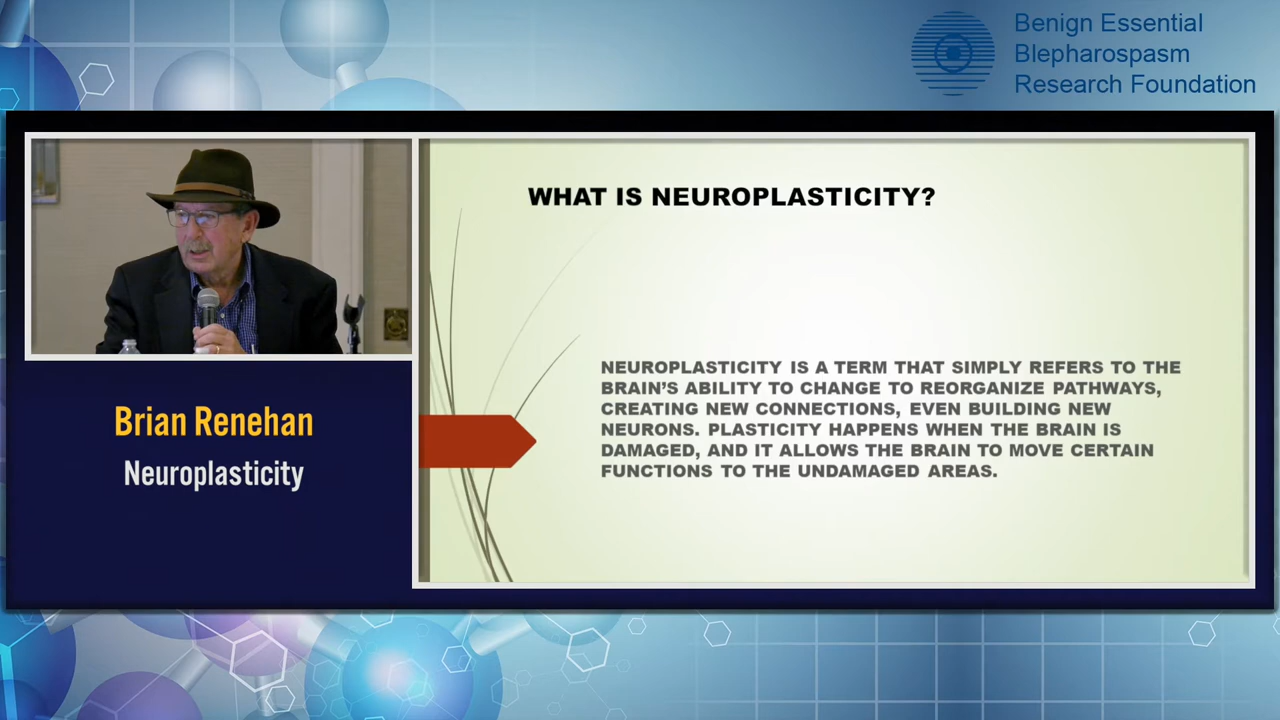 Benign Essential
Blepharospasm
Research Foundation
WHAT IS NEUROPLASTICITY?
NEUROPLASTICITY IS A TERM THAT SIMPLY REFERS TO THE
BRAIN'S ABILITY TO CHANGE TO REORGANIZE PATHWAYS,
CREATING NEW CONNECTIONS, EVEN BUILDING NEW
NEURONS. PLASTICITY HAPPENS WHEN THE BRAIN IS
DAMAGED, AND IT ALLOWS THE BRAIN TO MOVE CERTAIN
FUNCTIONS TO THE UNDAMAGED AREAS.
Brian Renehan
Neuroplasticity